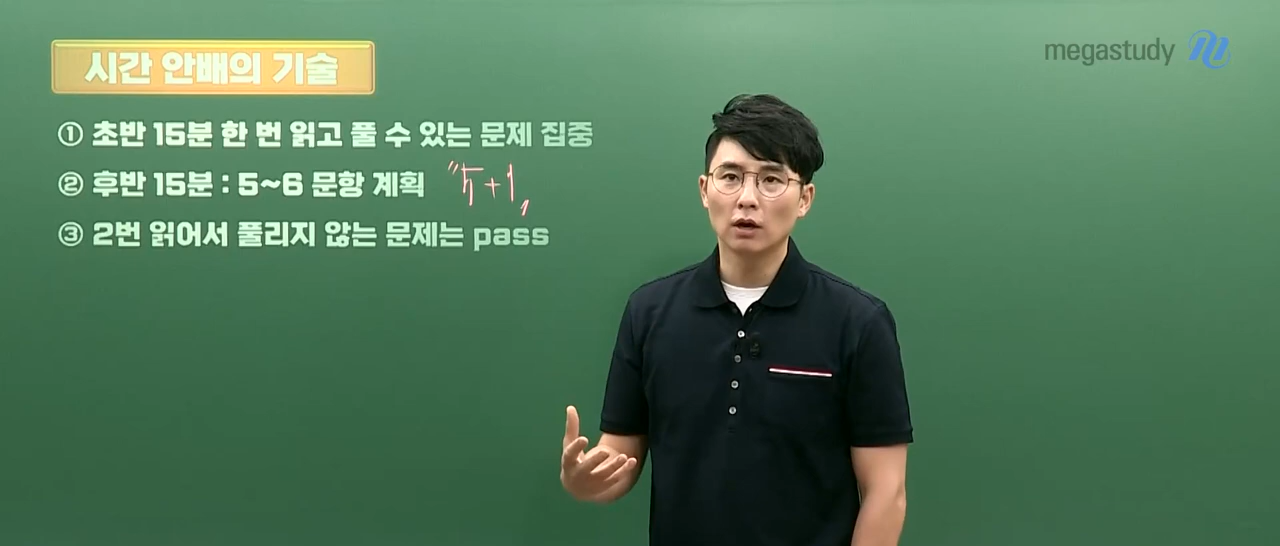 시간 안배의 기술
megastudy
① 초반 15분 한 번 읽고 풀 수 있는 문제 집중
② 후반 15분 : 5~6 문항 계획 "5+1"
③ 2번 읽어서 풀리지 않는 문제는 pass